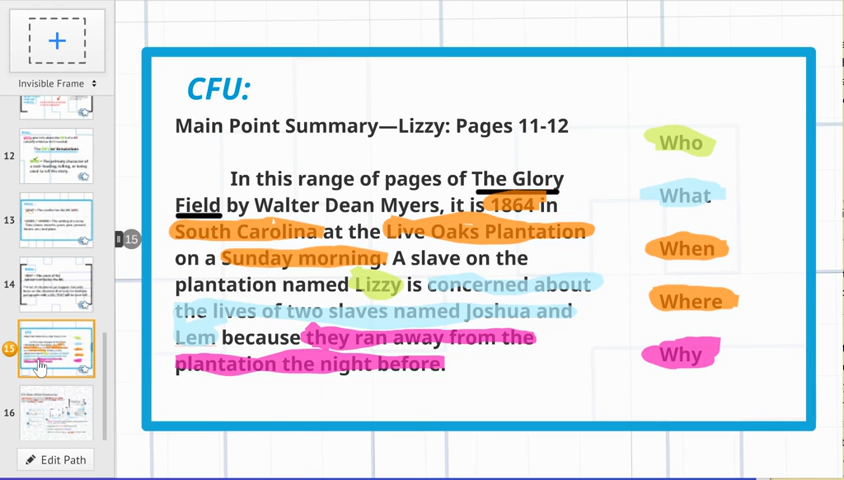 Invisible Frame
12
13
14
15
16
Edit Path
15
CFU:
Main Point Summary—Lizzy: Pages 11-12
In this range of pages of The Glory
Field by Walter Dean Myers, it is 1864 in
South Carolina at the Live Oaks Plantation
on a Sunday morning. A slave on the
plantation named Lizzy is concerned about
the lives of two slaves named Joshua and
Lem because they ran away from the
plantation the night before.
Who
What
When
Where
Why